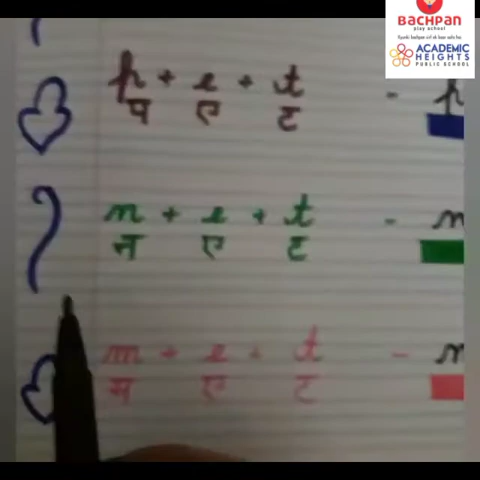 BACHPAN
play school
ACADEMIC
HEIGHTS
PUBLIC SCHOOL
p + e + t - p
प ए ट
n + e + t - n
न ए ट
m + e + t - m
म ए ट